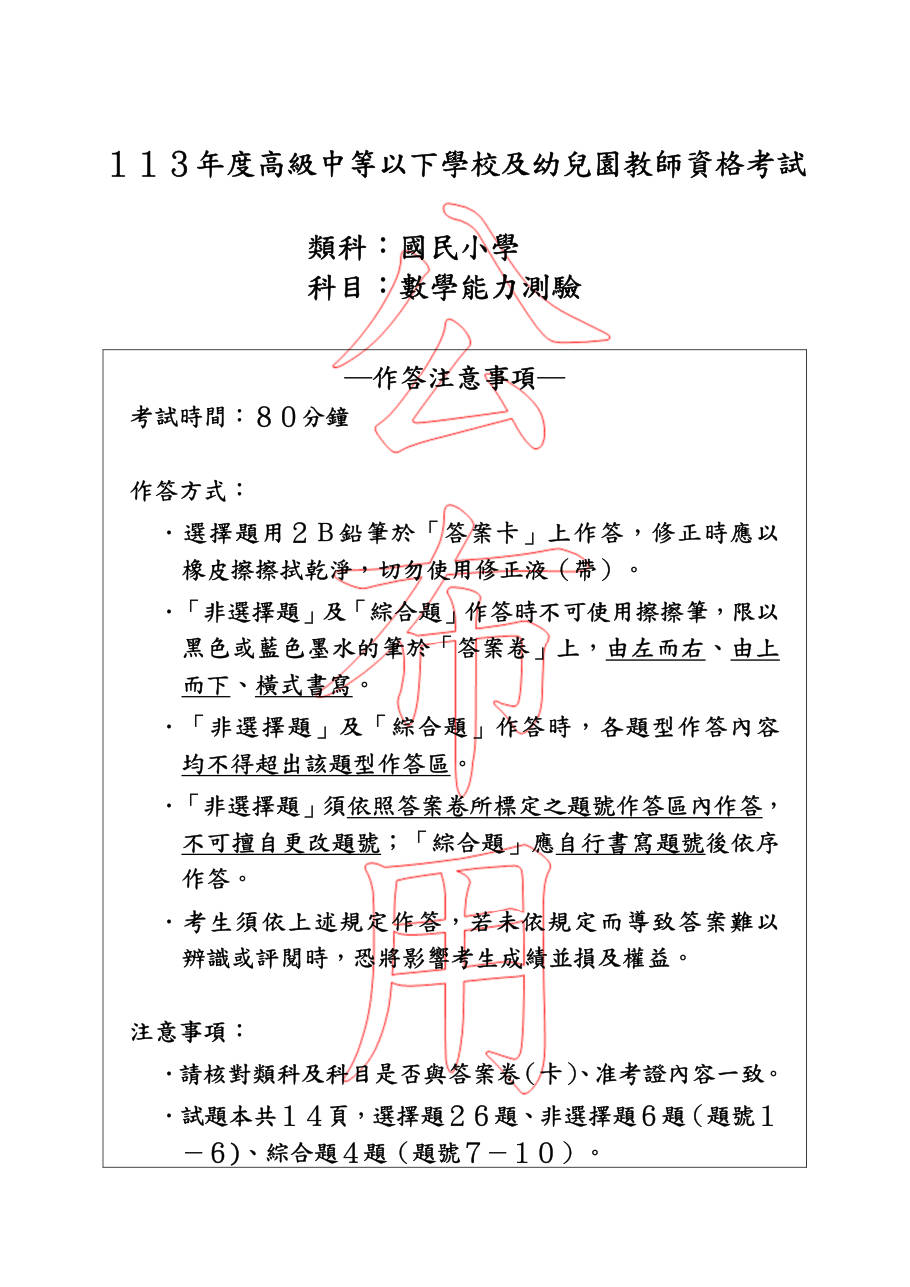 113年度高級中等以下學校及幼兒園教師資格考試
類科：國民小學
科目：數學能力測驗
—作答注意事項—
考試時間：80分鐘
作答方式：
·選擇題用2B鉛筆於「答案卡」上作答，修正時應以
橡皮擦擦拭乾淨，切勿使用修正液（帶）。
·「非選擇題」及「綜合題」作答時不可使用擦擦筆，限以
黑色或藍色墨水的筆於「答案卷」上，由左而右、由上
而下、橫式書寫。
·「非選擇題」及「綜合題」作答時，各題型作答內容
均不得超出該題型作答區。
·「非選擇題」須依照答案卷所標定之題號作答區內作答，
不可擅自更改題號；「綜合題」應自行書寫題號後依序
作答。
·考生須依上述規定作答，若未依規定而導致答案難以
辨識或評閱時，恐將影響考生成績並損及權益。
注意事項：
·請核對類科及科目是否與答案卷（卡）、准考證內容一致。
·試題本共14頁，選擇題26題、非選擇題6題（題號1
－6）、綜合題4題（題號7－10）。
公布用